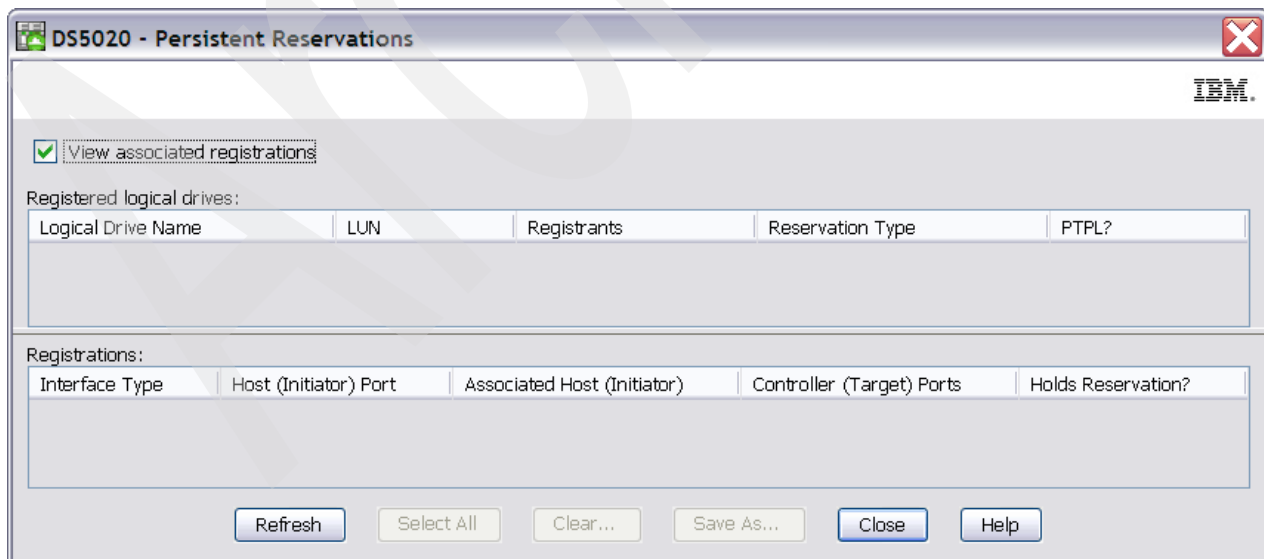 DS5020 - Persistent Reservations
IBM.
View associated registrations
Registered logical drives:
Logical Drive Name LUN Registrants Reservation Type PTPL?
Registrations:
Interface Type Host (Initiator) Port Associated Host (Initiator) Controller (Target) Ports Holds Reservation?
Refresh Select All Clear... Save As... Close Help